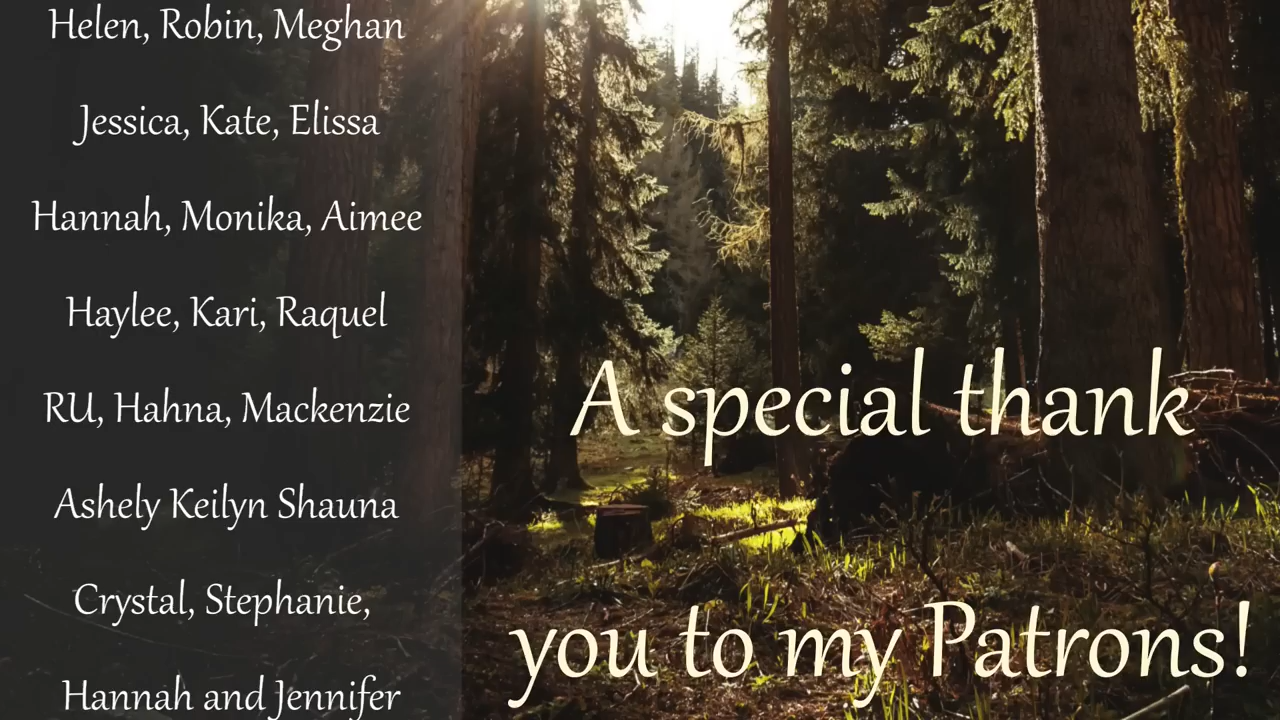 Helen, Robin, Meghan
Jessica, Kate, Elissa
Hannah, Monika, Aimee
Haylee, Kari, Raquel
RU, Hahna, Mackenzie
Ashely Keilyn Shauna
Crystal, Stephanie,
Hannah and Jennifer
A special thank
you to my Patrons!